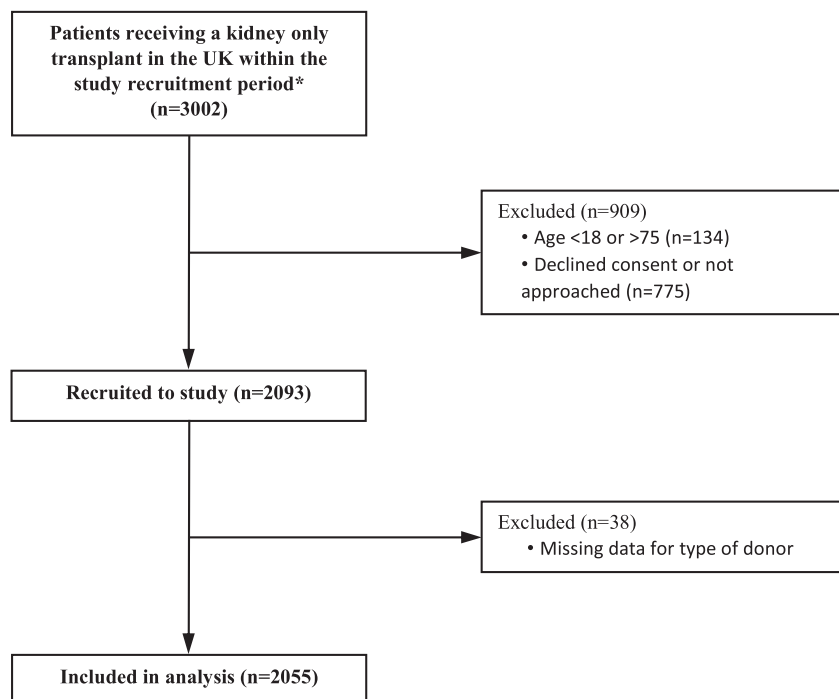 Patients receiving a kidney only
transplant in the UK within the
study recruitment period*
(n=3002)
Excluded (n=909)
• Age <18 or >75 (n=134)
• Declined consent or not
approached (n=775)
Recruited to study (n=2093)
Excluded (n=38)
• Missing data for type of donor
Included in analysis (n=2055)